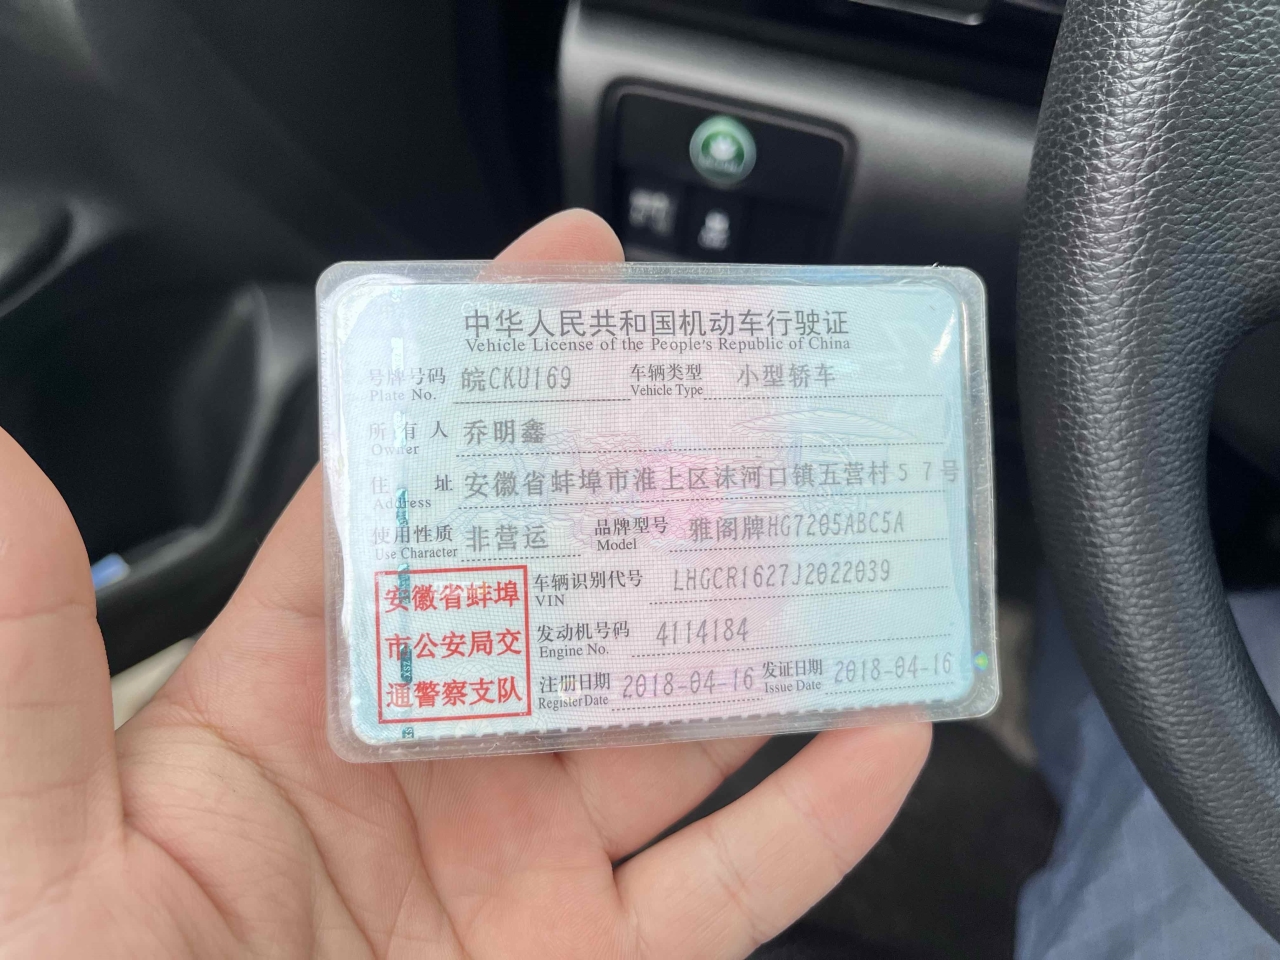 中华人民共和国机动车行驶证
Vehicle License of the People's Republic of China
号牌号码 皖CKU169 车辆类型 小型轿车
Plate No. Vehicle Type
所有人 乔明鑫
Owner
住址 安徽省蚌埠市淮上区沫河口镇五营村57号
Address
使用性质 非营运 品牌型号 雅阁牌HG7205ABC5A
Use Character Model
车辆识别代号 LHGCR1627J2022039
VIN
发动机号码 4114184
Engine No.
注册日期 2018-04-16 发证日期 2018-04-16
Register Date Issue Date
安徽省蚌埠
市公安局交
通警察支队